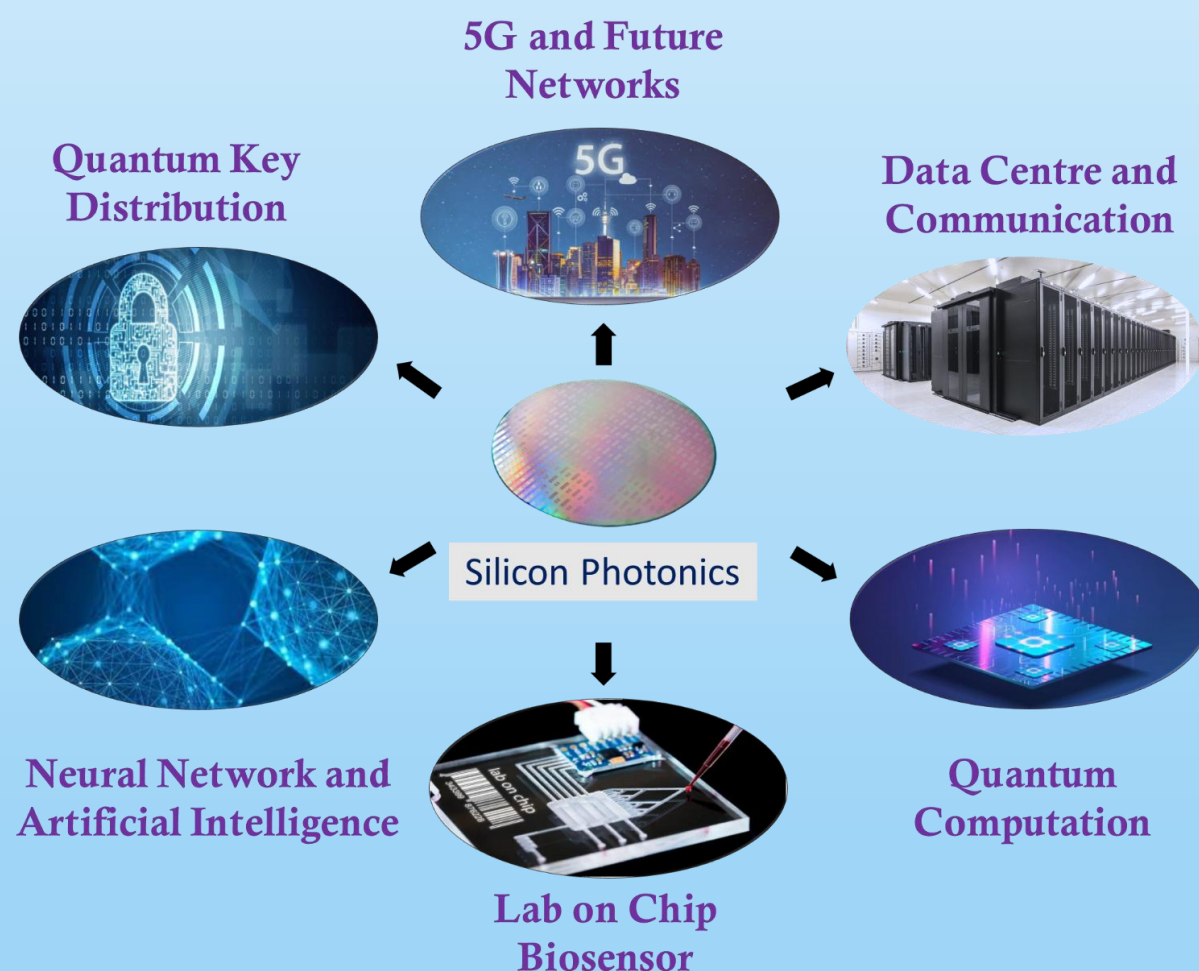 5G and Future
Networks
Quantum Key
Distribution
5G
Data Centre and
Communication
Silicon Photonics
Neural Network and
Artificial Intelligence
lab on chip
Quantum
Computation
Lab on Chip
Biosensor